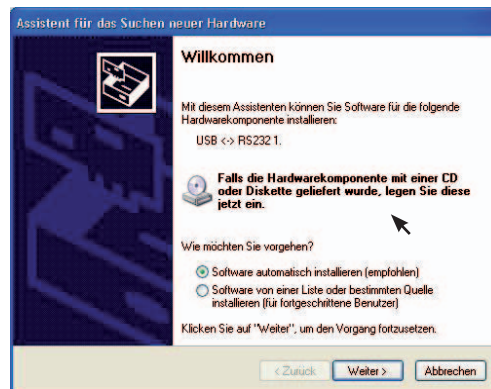 Assistent für das Suchen neuer Hardware
Willkommen
Mit diesem Assistenten können Sie Software für die folgende
Hardwarekomponente installieren:
USB <-> RS232 1.
Falls die Hardwarekomponente mit einer CD
oder Diskette geliefert wurde, legen Sie diese
jetzt ein.
Wie möchten Sie vorgehen?
Software automatisch installieren (empfohlen)
Software von einer Liste oder bestimmten Quelle
installieren (für fortgeschrittene Benutzer)
Klicken Sie auf "Weiter", um den Vorgang fortzusetzen.
< Zurück Weiter > Abbrechen